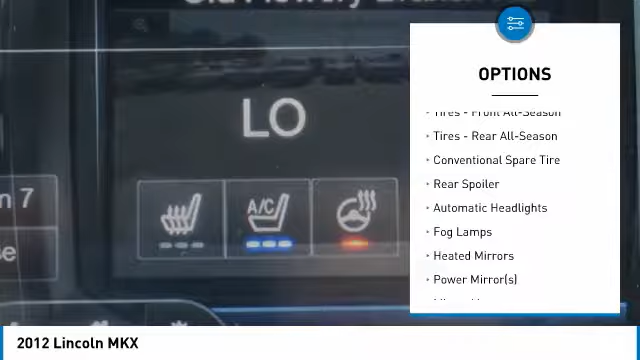 LO
A/C
n 7
se
OPTIONS
Tires - Front All-Season
Tires - Rear All-Season
Conventional Spare Tire
Rear Spoiler
Automatic Headlights
Fog Lamps
Heated Mirrors
Power Mirror(s)
2012 Lincoln MKX